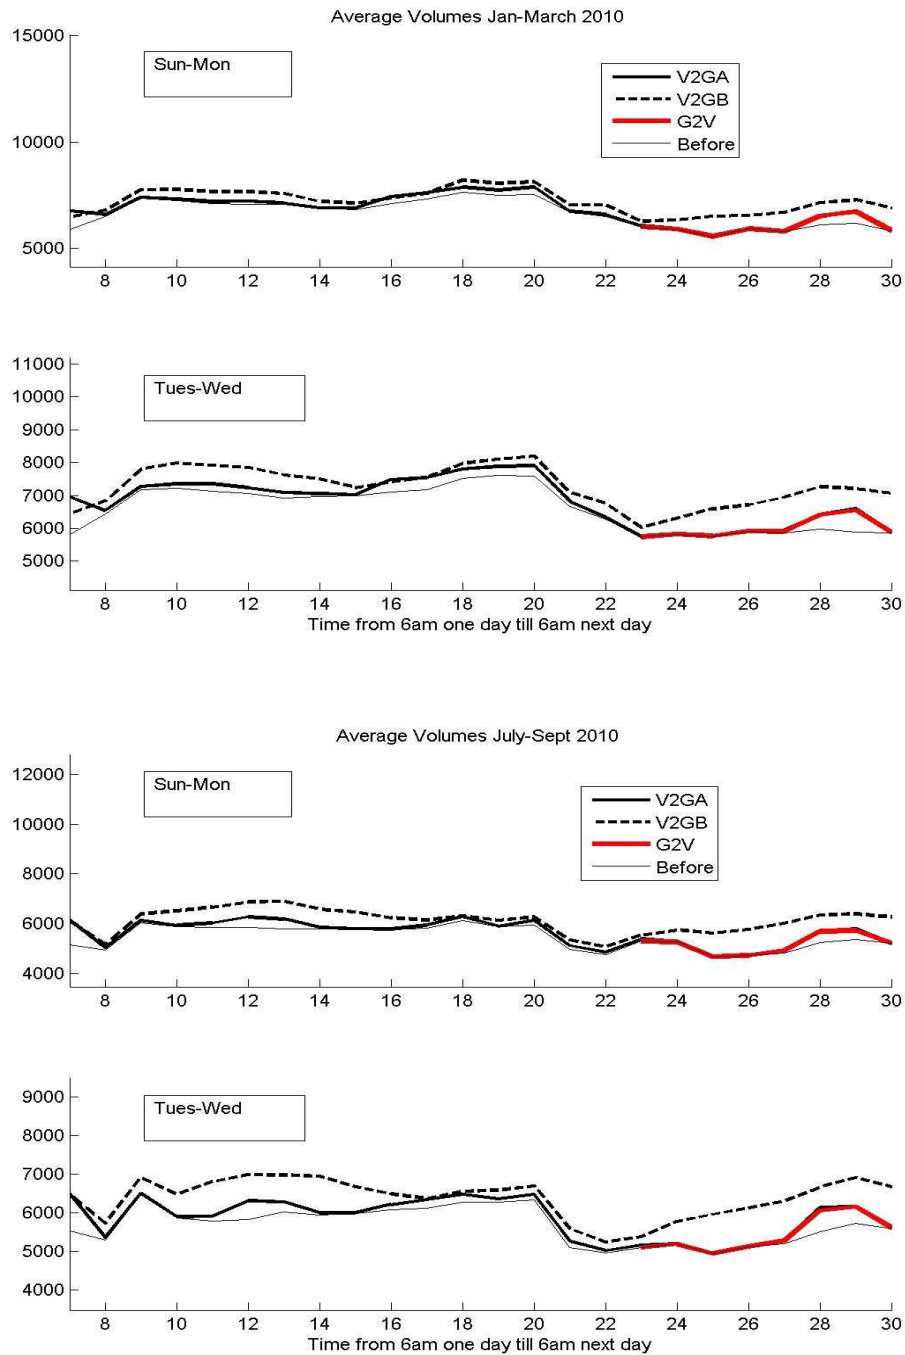 Average Volumes Jan-March 2010
15000
10000
5000
Sun-Mon
V2GA
V2GB
G2V
Before
8 10 12 14 16 18 20 22 24 26 28 30
11000
10000
9000
8000
7000
6000
5000
Tues-Wed
8 10 12 14 16 18 20 22 24 26 28 30
Time from 6am one day till 6am next day
Average Volumes July-Sept 2010
12000
10000
8000
6000
4000
Sun-Mon
V2GA
V2GB
G2V
Before
8 10 12 14 16 18 20 22 24 26 28 30
9000
8000
7000
6000
5000
4000
Tues-Wed
8 10 12 14 16 18 20 22 24 26 28 30
Time from 6am one day till 6am next day